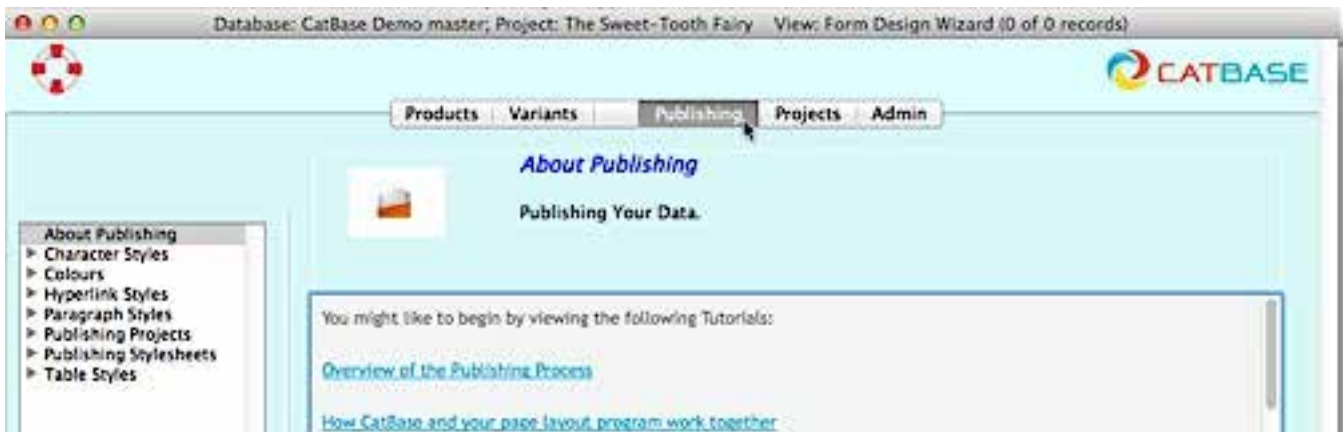 Database: CatBase Demo master; Project: The Sweet-Tooth Fairy View: Form Design Wizard (0 of 0 records)
CATBASE
Products Variants Publishing Projects Admin
About Publishing
Publishing Your Data.
About Publishing
Character Styles
Colours
Hyperlink Styles
Paragraph Styles
Publishing Projects
Publishing Stylesheets
Table Styles
You might like to begin by viewing the following Tutorials:
Overview of the Publishing Process
How CatBase and your page layout program work together